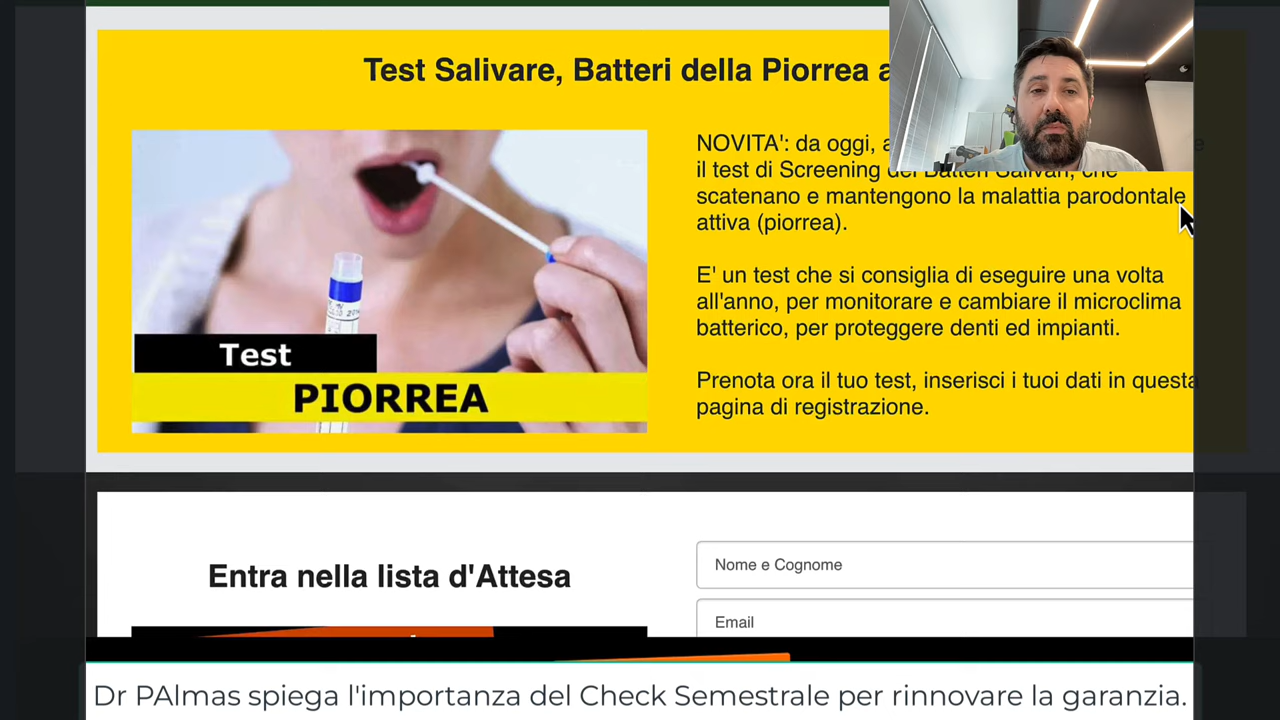 Test Salivare, Batteri della Piorrea
NOVITA': da oggi,
il test di Screening dei Batteri Salivari, che
scatenano e mantengono la malattia parodontale
attiva (piorrea).
E' un test che si consiglia di eseguire una volta
all'anno, per monitorare e cambiare il microclima
batterico, per proteggere denti ed impianti.
Prenota ora il tuo test, inserisci i tuoi dati in questa
pagina di registrazione.
Test
PIORREA
Entra nella lista d'Attesa
Nome e Cognome
Email
Dr PAlmas spiega l'importanza del Check Semestrale per rinnovare la garanzia.